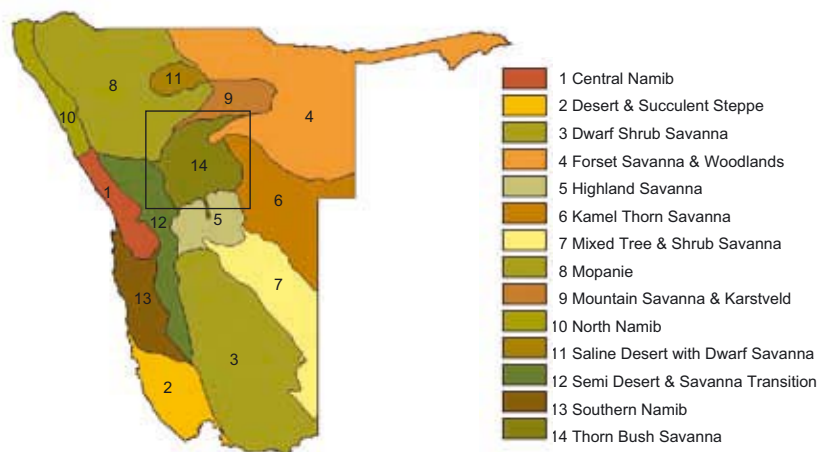 8
11
9
10
4
14
1
12
5
6
7
13
3
2
1 Central Namib
2 Desert & Succulent Steppe
3 Dwarf Shrub Savanna
4 Forset Savanna & Woodlands
5 Highland Savanna
6 Kamel Thorn Savanna
7 Mixed Tree & Shrub Savanna
8 Mopanie
9 Mountain Savanna & Karstveld
10 North Namib
11 Saline Desert with Dwarf Savanna
12 Semi Desert & Savanna Transition
13 Southern Namib
14 Thorn Bush Savanna